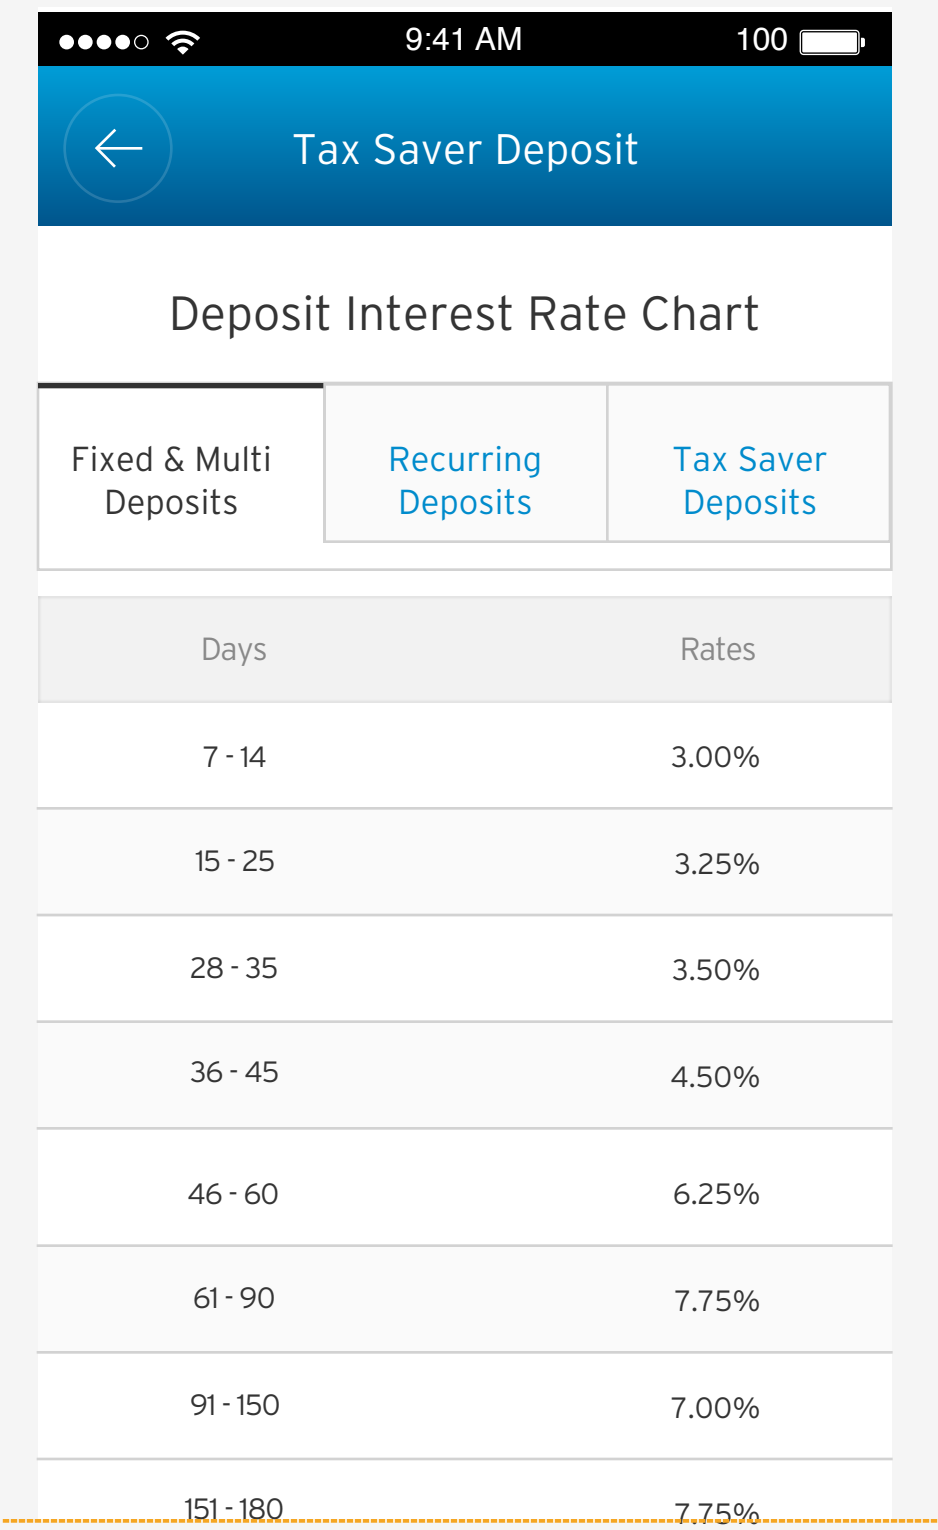 9:41 AM 100
Tax Saver Deposit
Deposit Interest Rate Chart
Fixed & Multi
Deposits
Recurring
Deposits
Tax Saver
Deposits
Days Rates
7 - 14 3.00%
15 - 25 3.25%
28 - 35 3.50%
36 - 45 4.50%
46 - 60 6.25%
61 - 90 7.75%
91 - 150 7.00%
151 - 180 7.75%